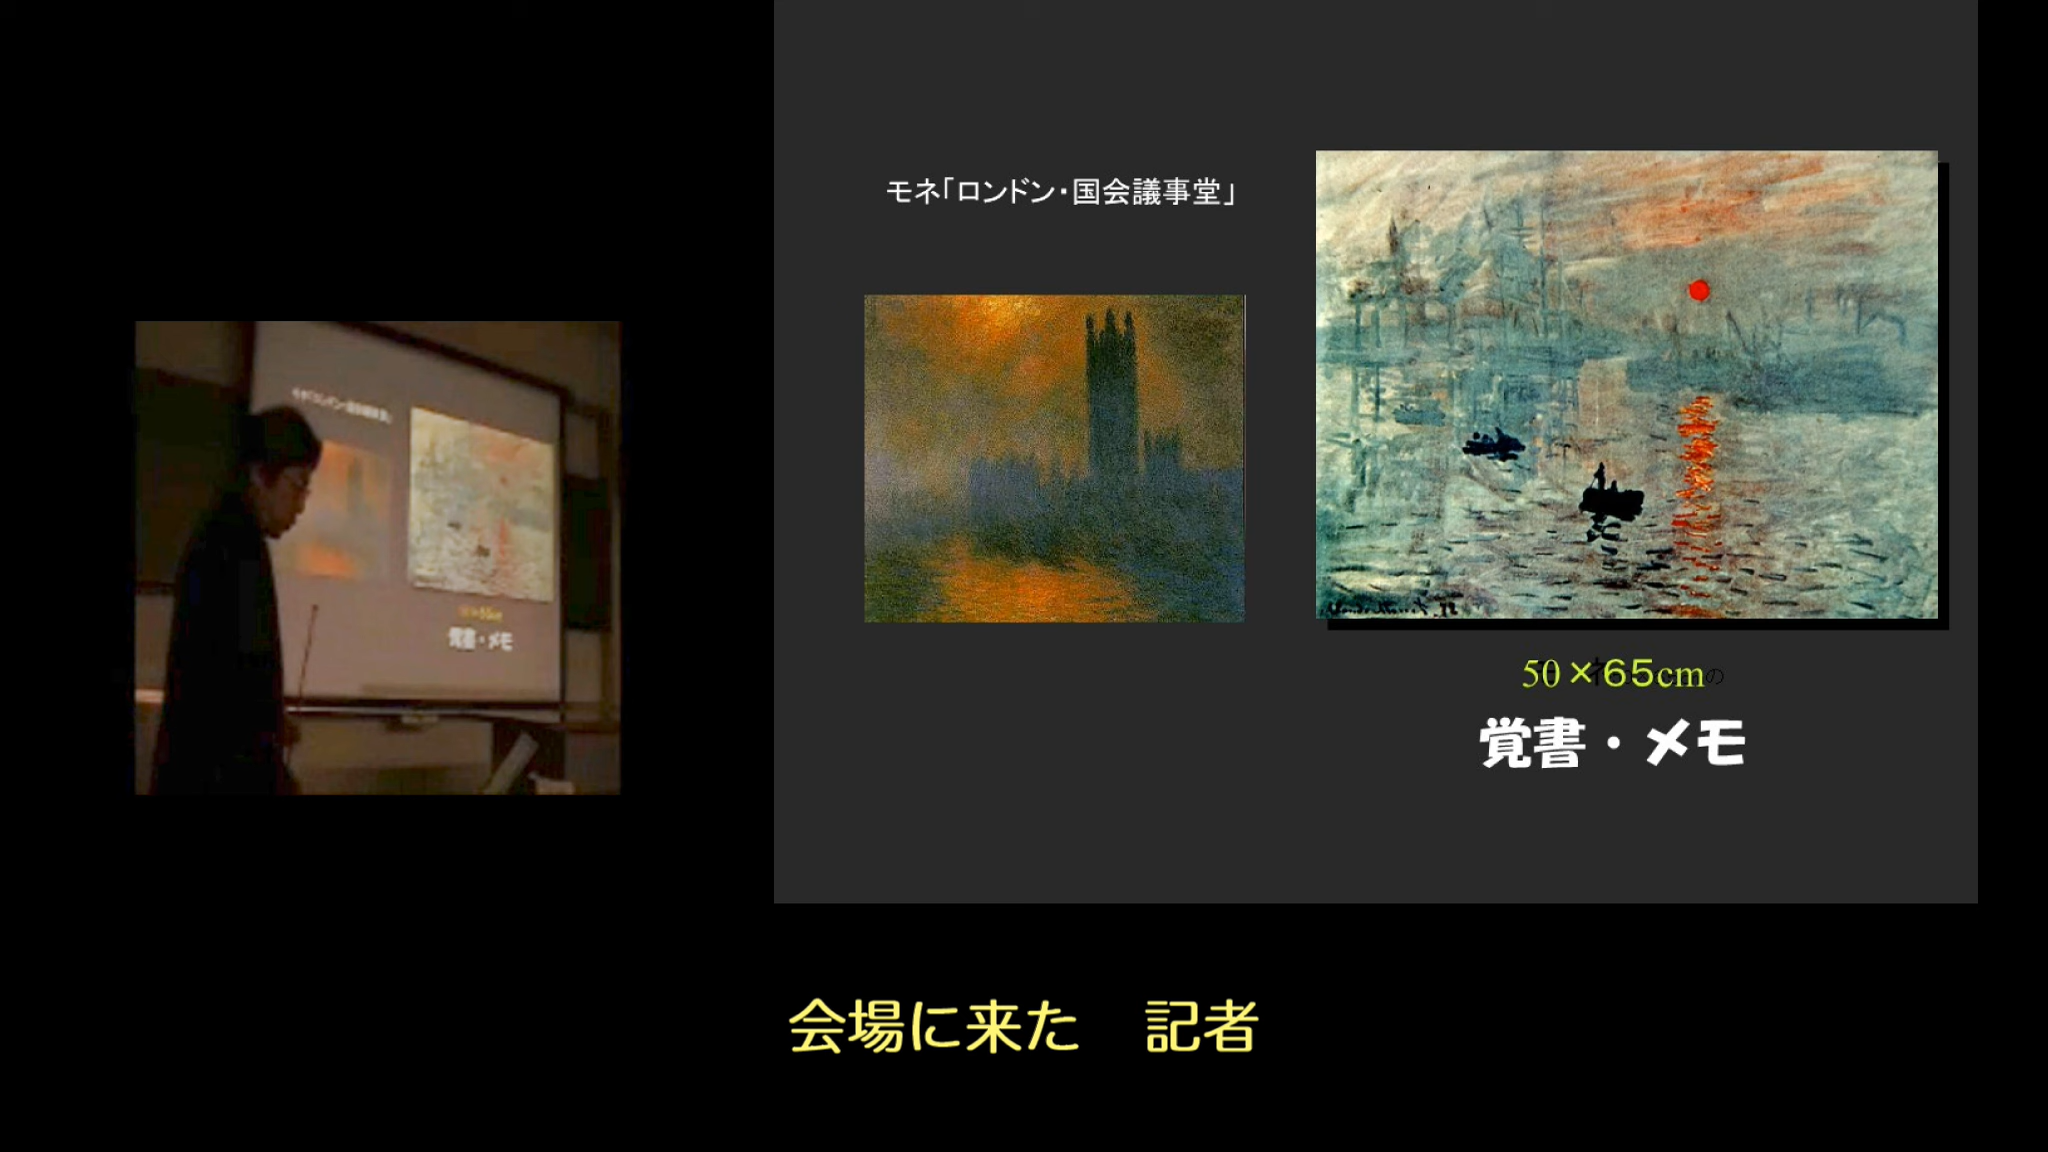 モネ「ロンドン・国会議事堂」
50×65cm
の
覚書・メモ
会場に来た　記者